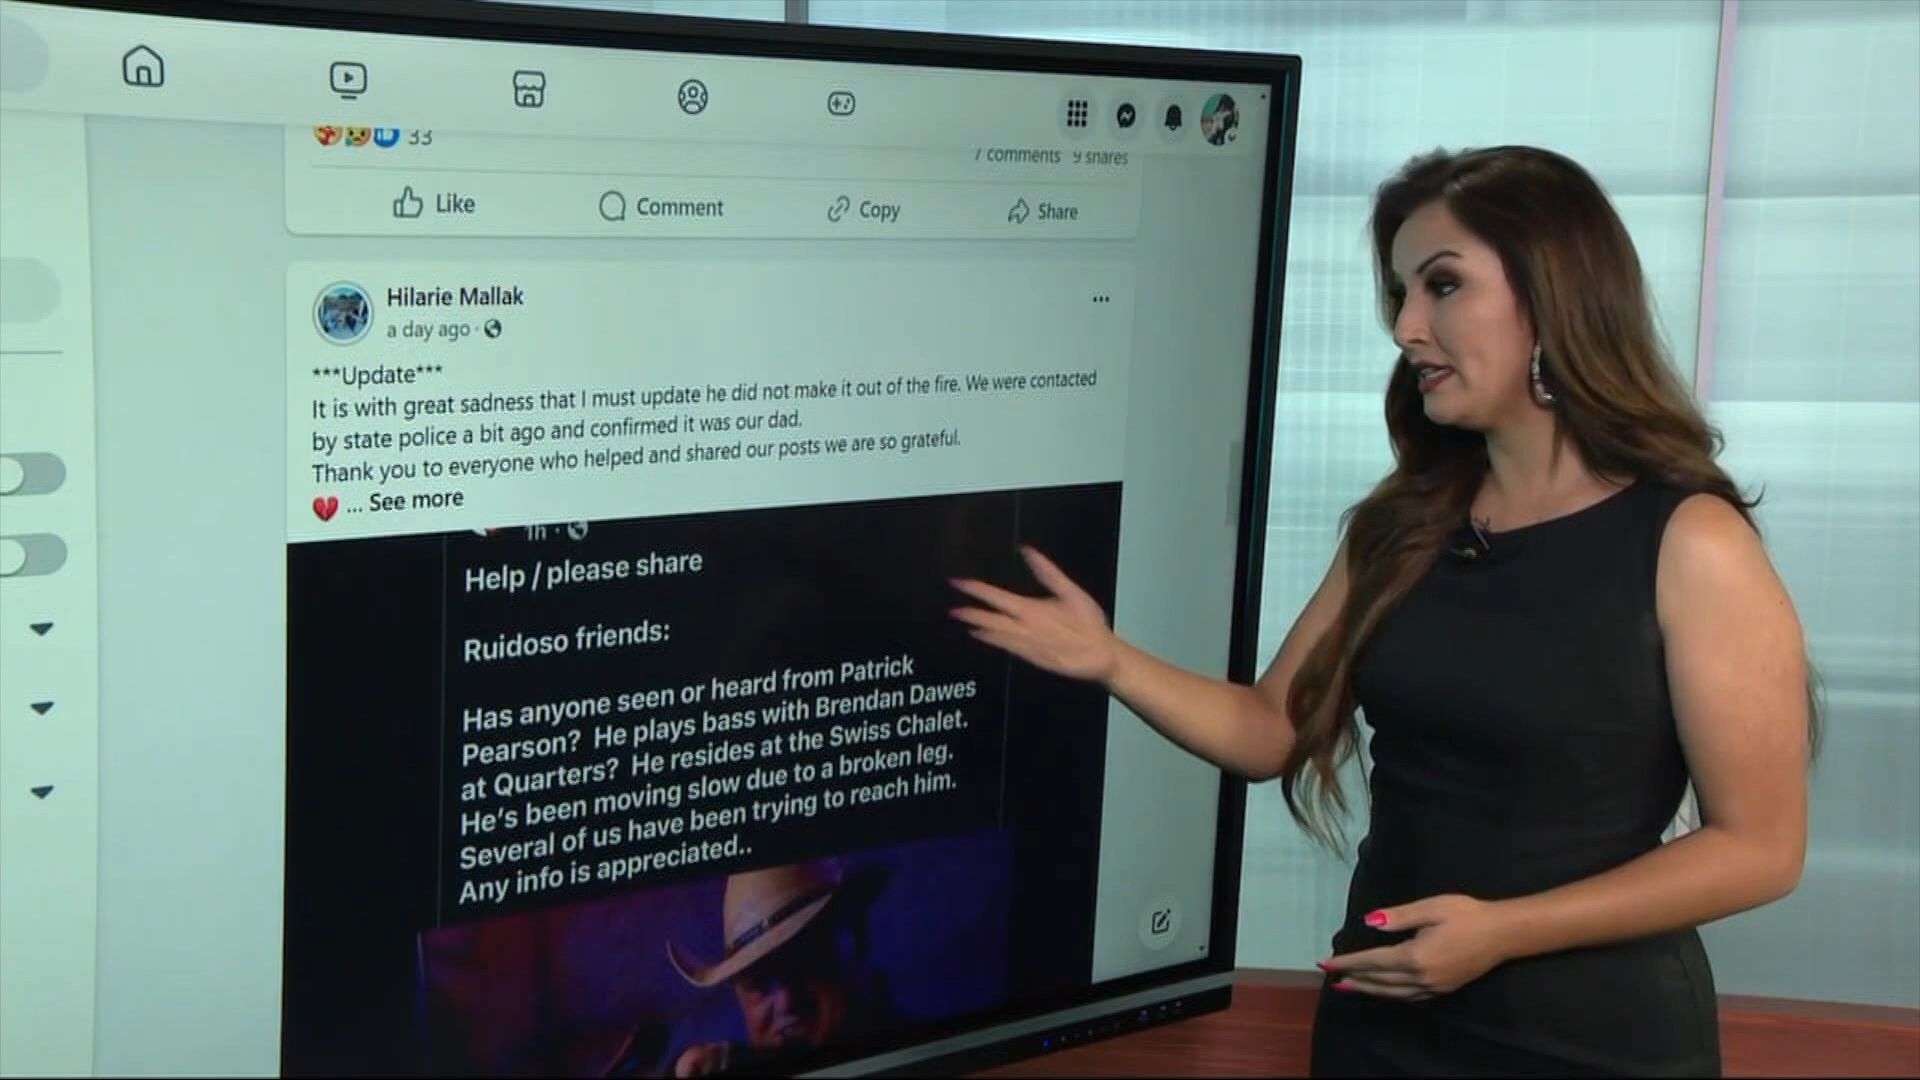 33
7 comments 9 shares
Like
Comment
Copy
Share
Hilarie Mallak
a day ago ·
***Update***
It is with great sadness that I must update he did not make it out of the fire. We were contacted
by state police a bit ago and confirmed it was our dad.
Thank you to everyone who helped and shared our posts we are so grateful.
... See more
1h ·
Help / please share
Ruidoso friends:
Has anyone seen or heard from Patrick
Pearson? He plays bass with Brendan Dawes
at Quarters? He resides at the Swiss Chalet.
He's been moving slow due to a broken leg.
Several of us have been trying to reach him.
Any info is appreciated..